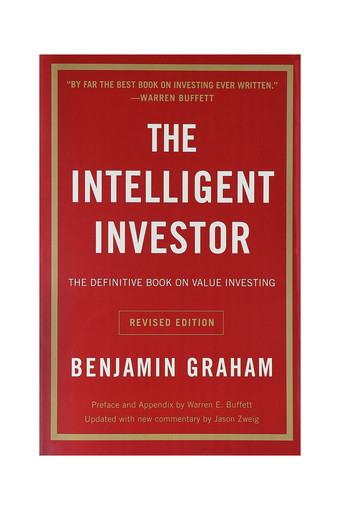 "BY FAR THE BEST BOOK ON INVESTING EVER WRITTEN."
—WARREN BUFFETT
THE
INTELLIGENT
INVESTOR
THE DEFINITIVE BOOK ON VALUE INVESTING
REVISED EDITION
BENJAMIN GRAHAM
Preface and Appendix by Warren E. Buffett
Updated with new commentary by Jason Zweig